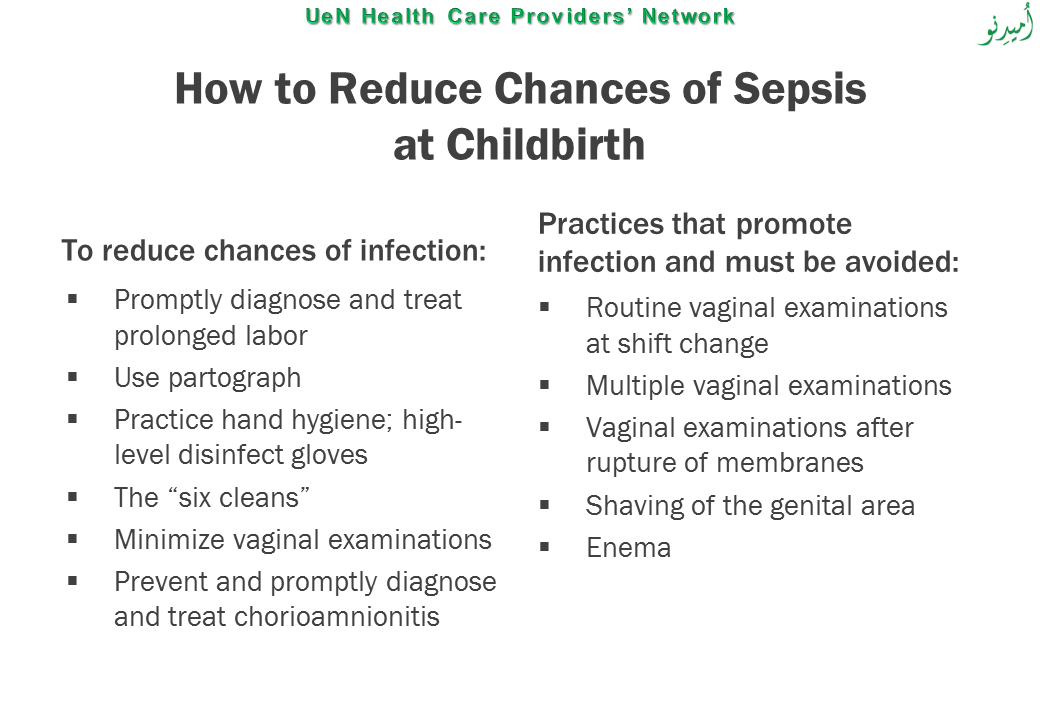 UeN Health Care Providers’ Network
اُمیدِنو
How to Reduce Chances of Sepsis
at Childbirth
To reduce chances of infection:
▪ Promptly diagnose and treat
prolonged labor
▪ Use partograph
▪ Practice hand hygiene; high-
level disinfect gloves
▪ The “six cleans”
▪ Minimize vaginal examinations
▪ Prevent and promptly diagnose
and treat chorioamnionitis
Practices that promote
infection and must be avoided:
▪ Routine vaginal examinations
at shift change
▪ Multiple vaginal examinations
▪ Vaginal examinations after
rupture of membranes
▪ Shaving of the genital area
▪ Enema